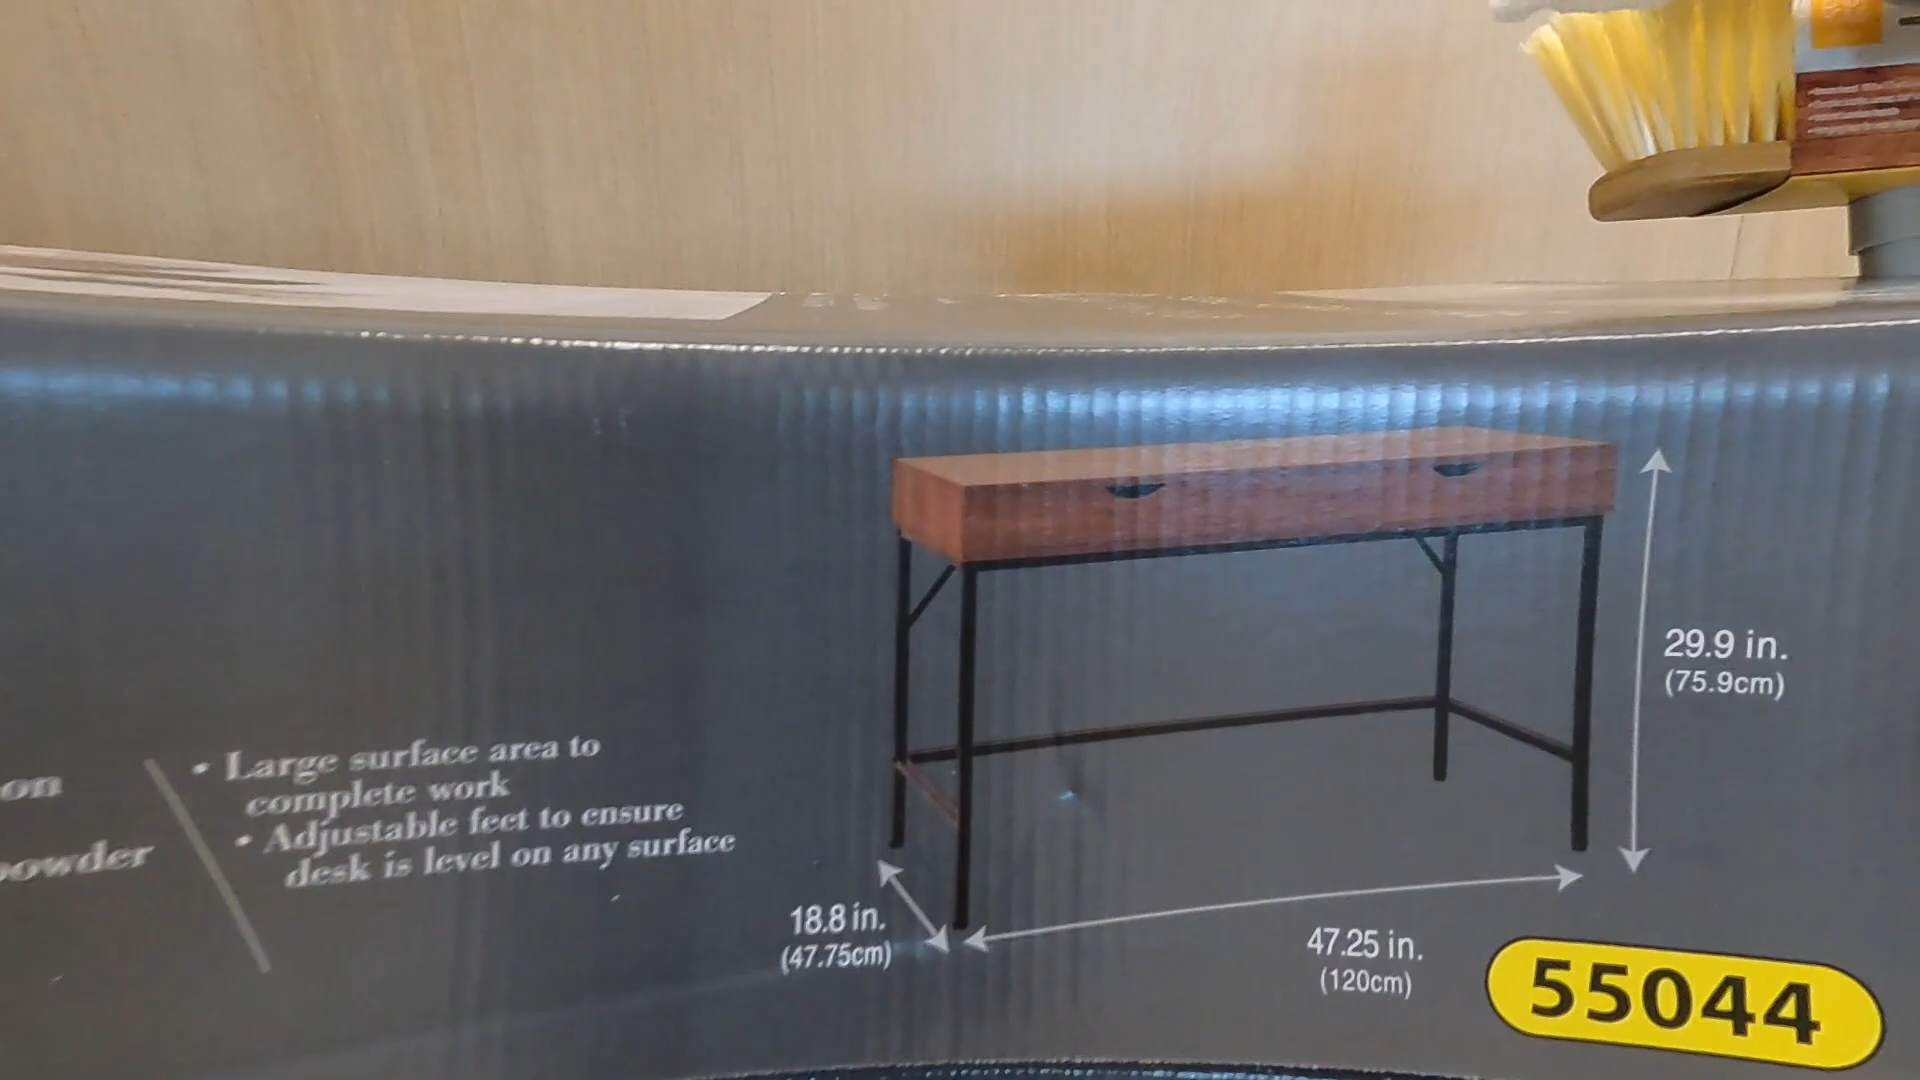 on
powder
• Large surface area to
complete work
• Adjustable feet to ensure
desk is level on any surface
29.9 in.
(75.9cm)
18.8 in.
(47.75cm)
47.25 in.
(120cm)
55044